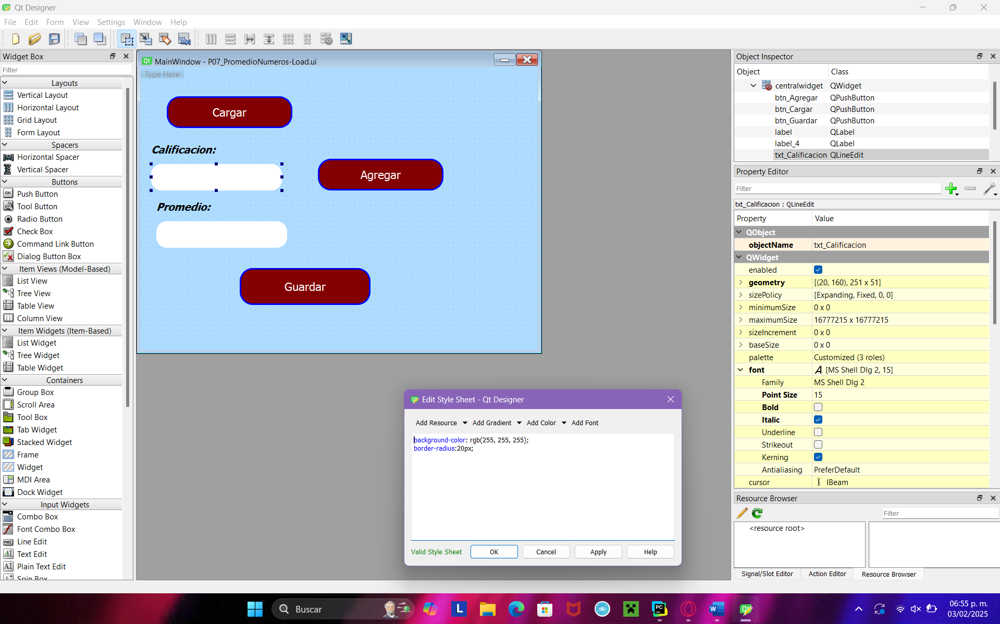 Qt Designer
File Edit Form View Settings Window Help
Widget Box
Filter
Layouts
Vertical Layout
Horizontal Layout
Grid Layout
Form Layout
Spacers
Horizontal Spacer
Vertical Spacer
Buttons
Push Button
Tool Button
Radio Button
Check Box
Command Link Button
Dialog Button Box
Item Views (Model-Based)
List View
Tree View
Table View
Column View
Item Widgets (Item-Based)
List Widget
Tree Widget
Table Widget
Containers
Group Box
Scroll Area
Tool Box
Tab Widget
Stacked Widget
Frame
Widget
MDI Area
Dock Widget
Input Widgets
Combo Box
Font Combo Box
Line Edit
Text Edit
Plain Text Edit
Spin Box
MainWindow - P07_PromedioNumeros-Load.ui
Type Here
Cargar
Calificacion:
Agregar
Promedio:
Guardar
Edit Style Sheet - Qt Designer
Add Resource Add Gradient Add Color Add Font
background-color: rgb(255, 255, 255);
border-radius:20px;
Valid Style Sheet OK Cancel Apply Help
Object Inspector
Object Class
centralwidget QWidget
btn_Agregar QPushButton
btn_Cargar QPushButton
btn_Guardar QPushButton
label QLabel
label_4 QLabel
txt_Calificacion QLineEdit
Property Editor
Filter
txt_Calificacion : QLineEdit
Property Value
QObject
objectName txt_Calificacion
QWidget
enabled
geometry [(20, 160), 251 x 51]
sizePolicy [Expanding, Fixed, 0, 0]
minimumSize 0 x 0
maximumSize 16777215 x 16777215
sizeIncrement 0 x 0
baseSize 0 x 0
palette Customized (3 roles)
font A [MS Shell Dlg 2, 15]
Family MS Shell Dlg 2
Point Size 15
Bold
Italic
Underline
Strikeout
Kerning
Antialiasing PreferDefault
cursor IBeam
Resource Browser
Filter
<resource root>
Signal/Slot Editor Action Editor Resource Browser
Buscar
06:55 p. m.
03/02/2025